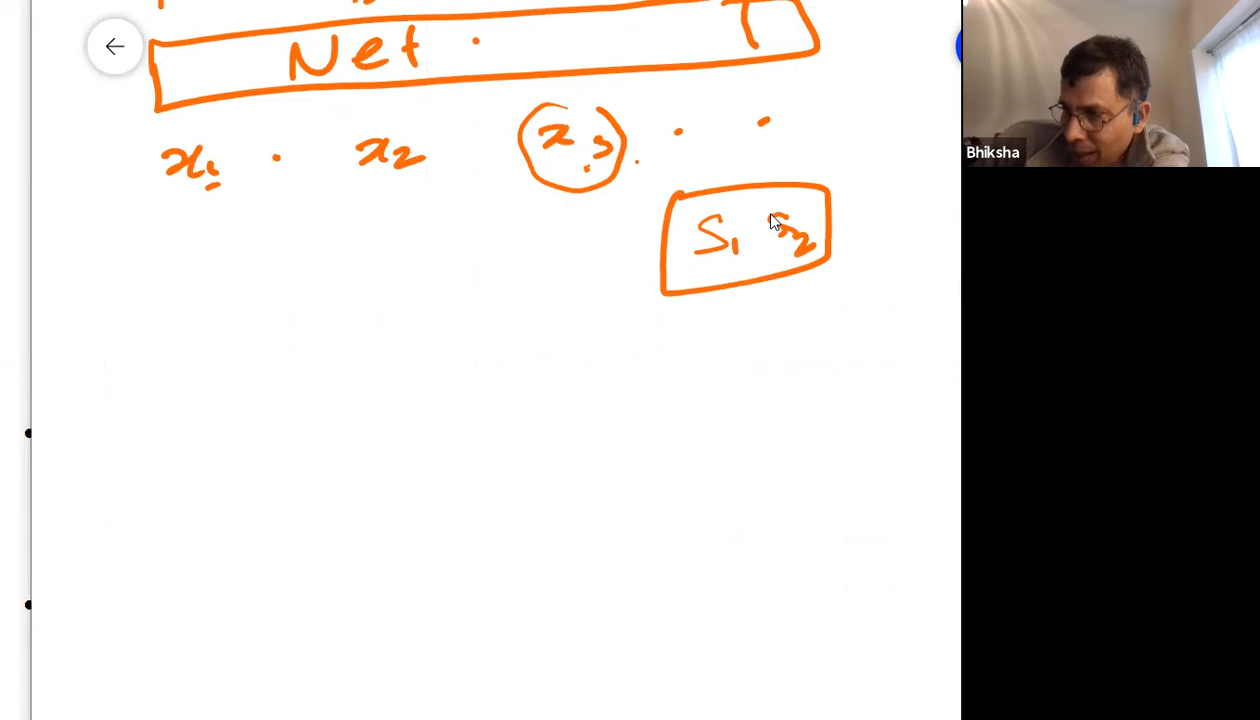 Net
x₁ x₂ x₃
Bhiksha
S₁ S₂